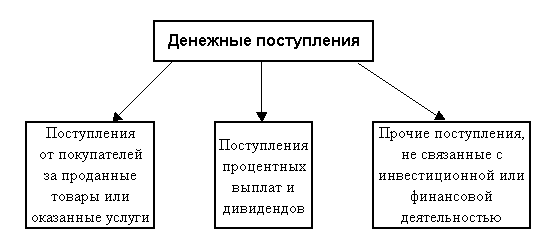 Денежные поступления
Поступления
от покупателей
за проданные
товары или
оказанные услуги
Поступления
процентных
выплат и
дивидендов
Прочие поступления,
не связанные с
инвестиционной или
финансовой
деятельностью